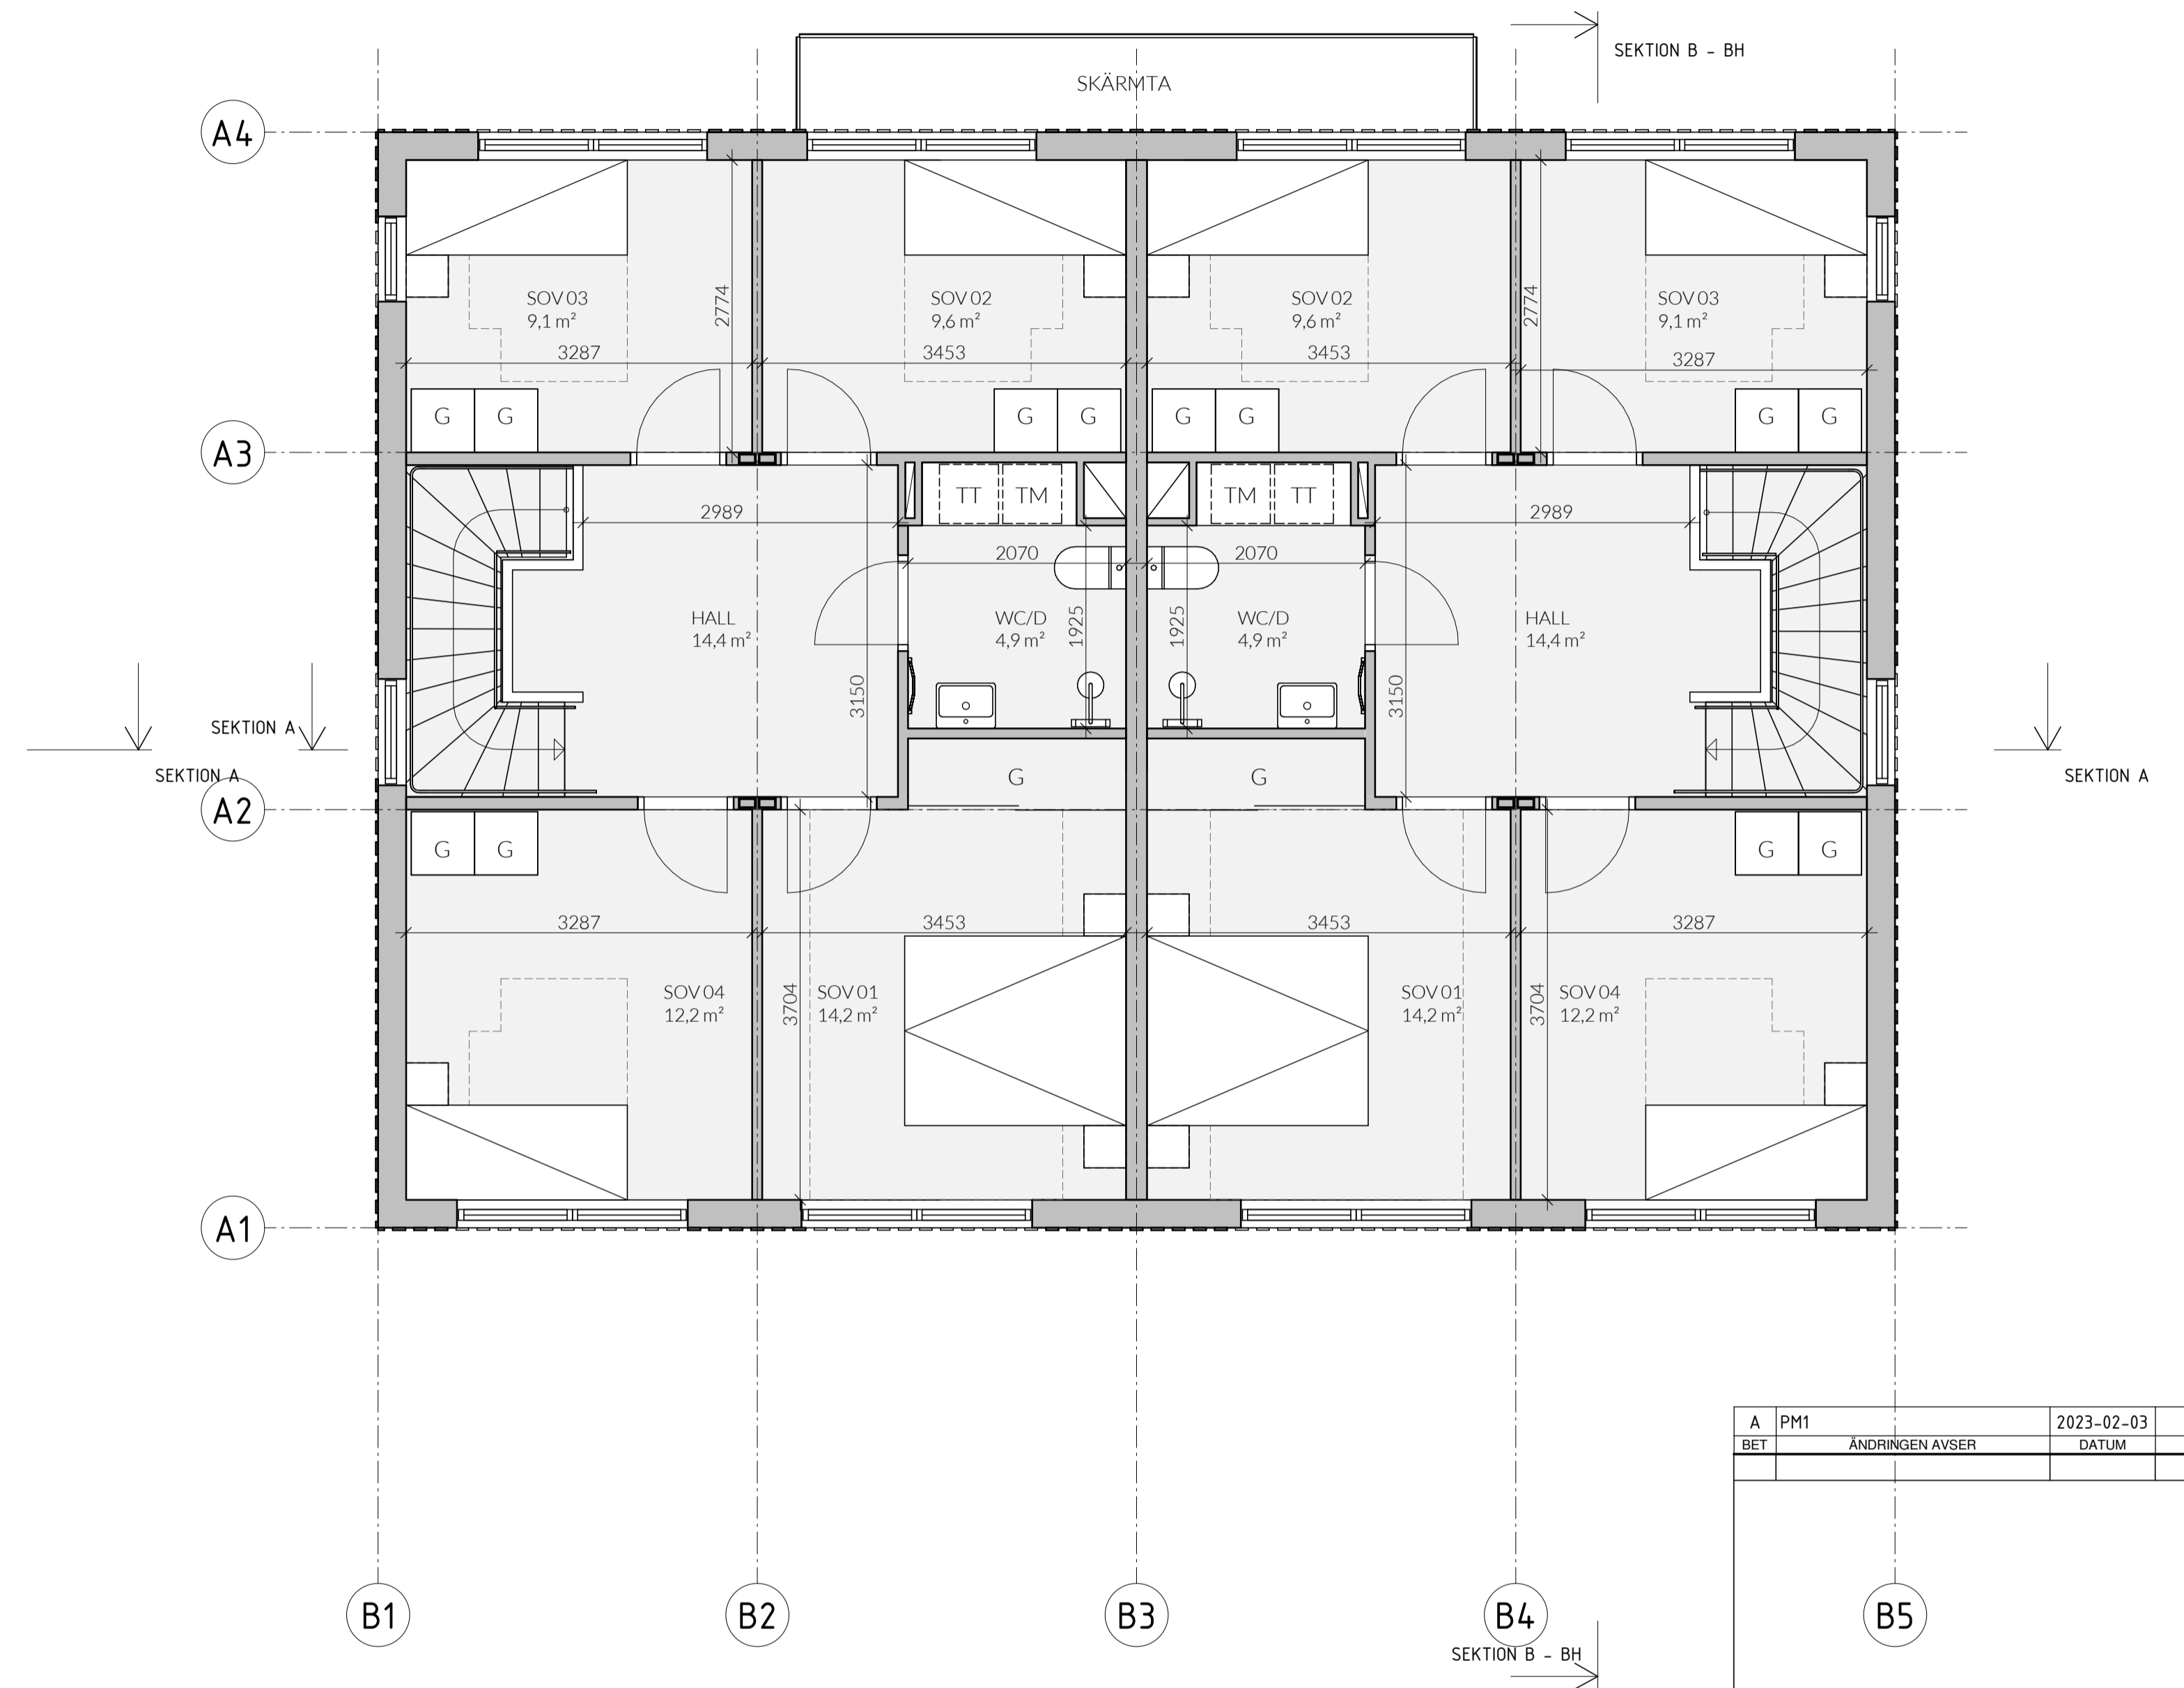 SEKTION B - BH
SKÄRMTA
A4
SOV 03
9,1 m²
SOV 02
9,6 m²
SOV 02
9,6 m²
SOV 03
9,1 m²
2774
2774
3287
3453
3453
3287
G G
G G
G G
G G
A3
TT TM
TM TT
2989
2989
2070
2070
HALL
14,4 m²
WC/D
4,9 m²
1925
1925
WC/D
4,9 m²
HALL
14,4 m²
3150
3150
SEKTION A
SEKTION A
SEKTION A
G
G
A2
G G
G G
3287
3453
3453
3287
SOV 04
12,2 m²
3704
SOV 01
14,2 m²
SOV 01
14,2 m²
3704
SOV 04
12,2 m²
A1
A PM1 2023-02-03
BET ÄNDRINGEN AVSER DATUM
B1
B2
B3
B4
B5
SEKTION B - BH